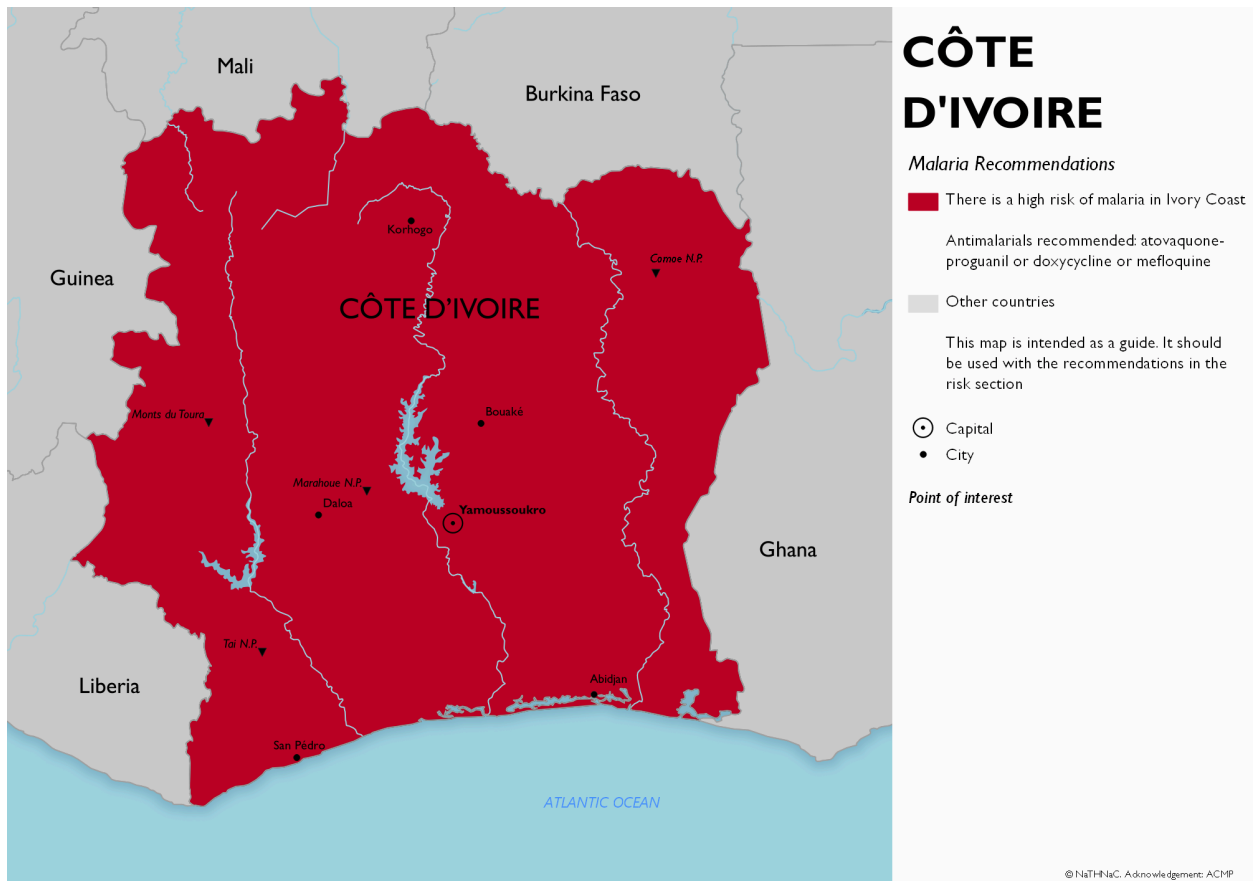 CÔTE
D'IVOIRE
Malaria Recommendations
There is a high risk of malaria in Ivory Coast
Antimalarials recommended: atovaquone-
proguanil or doxycycline or mefloquine
Other countries
This map is intended as a guide. It should
be used with the recommendations in the
risk section
Capital
City
Point of interest
© NaTHNaC. Acknowledgement: ACMP
Mali
Burkina Faso
Korhogo
Comoe N.P.
Guinea
CÔTE D'IVOIRE
Monts du Toura
Bouaké
Marahoue N.P.
Daloa
Yamoussoukro
Ghana
Tai N.P.
Liberia
Abidjan
San Pédro
ATLANTIC OCEAN